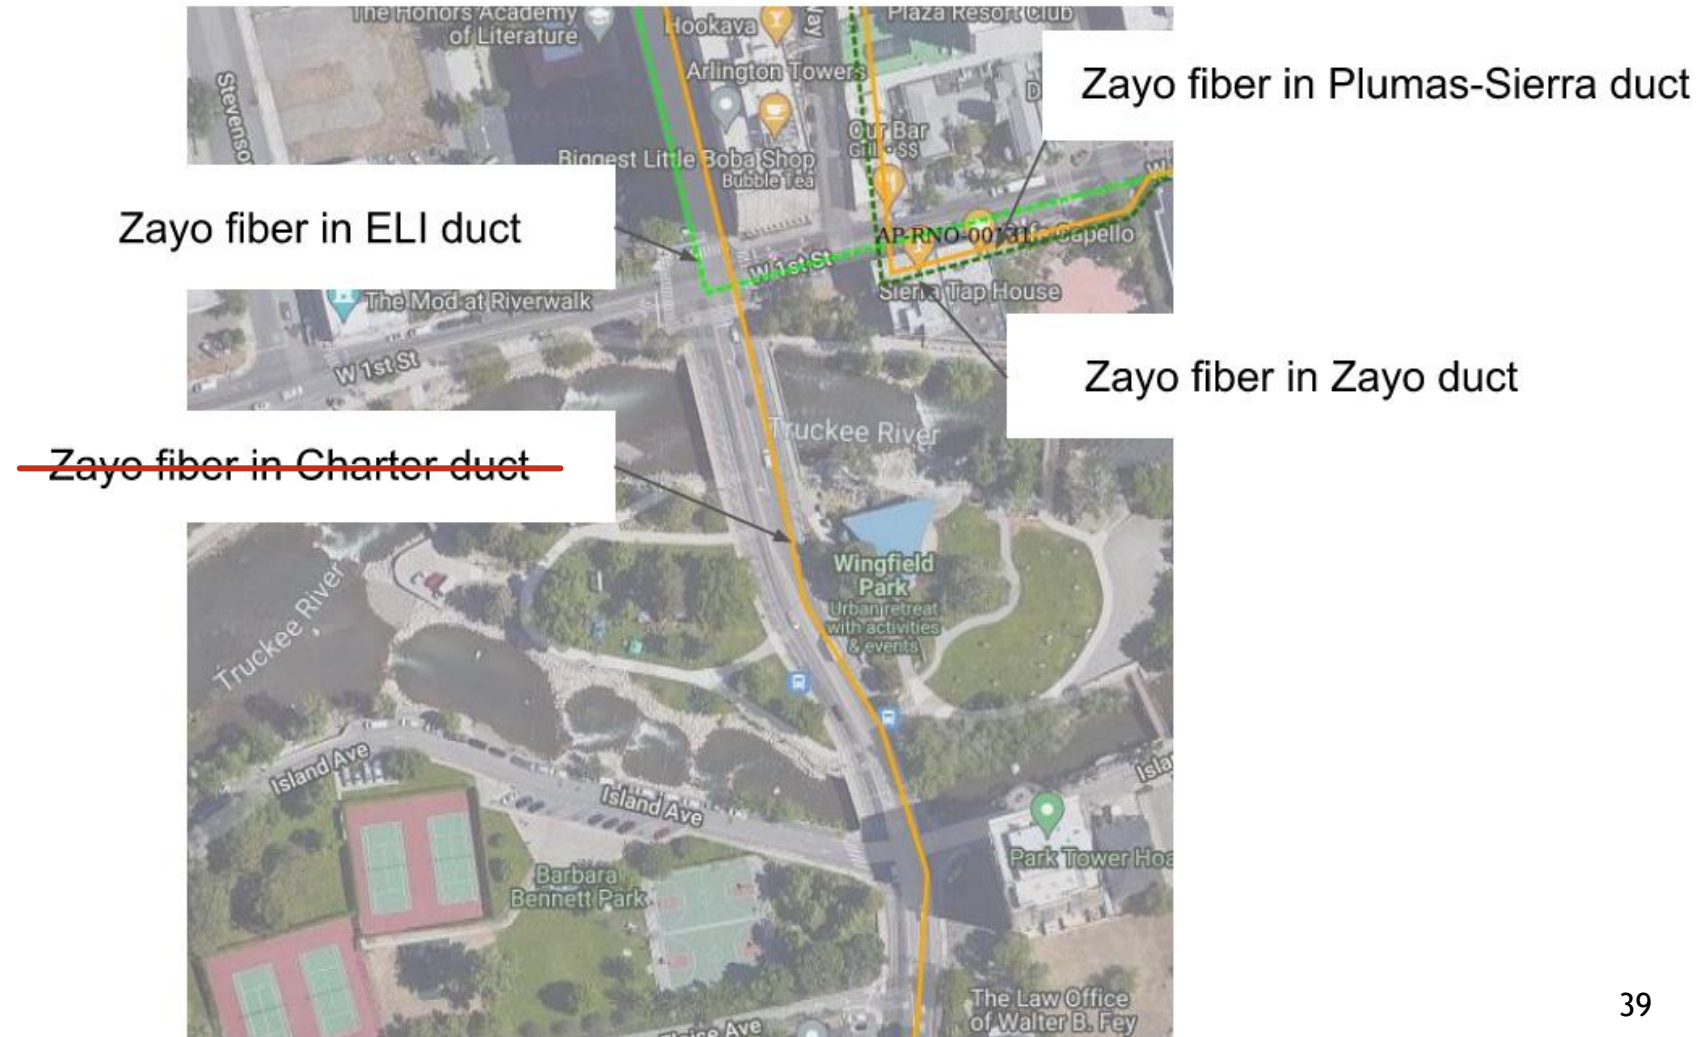 The Honors Academy
of Literature
Hookava
Plaza Resort Club
Zayo fiber in Plumas-Sierra duct
Arlington Towers
Our Bar
Biggest Little Boba Shop
Bubble Tea
Zayo fiber in ELI duct
AP-RNO-00131
Capello
W 1st St
Sierra Tap House
The Mod at Riverwalk
W 1st St
Zayo fiber in Zayo duct
Truckee River
Zayo fiber in Charter duct
Wingfield
Park
Urban retreat
with activities
& events
Truckee River
Island Ave
Island Ave
Park Tower
Barbara
Bennett Park
The Law Office
of Walter B. Fey
39